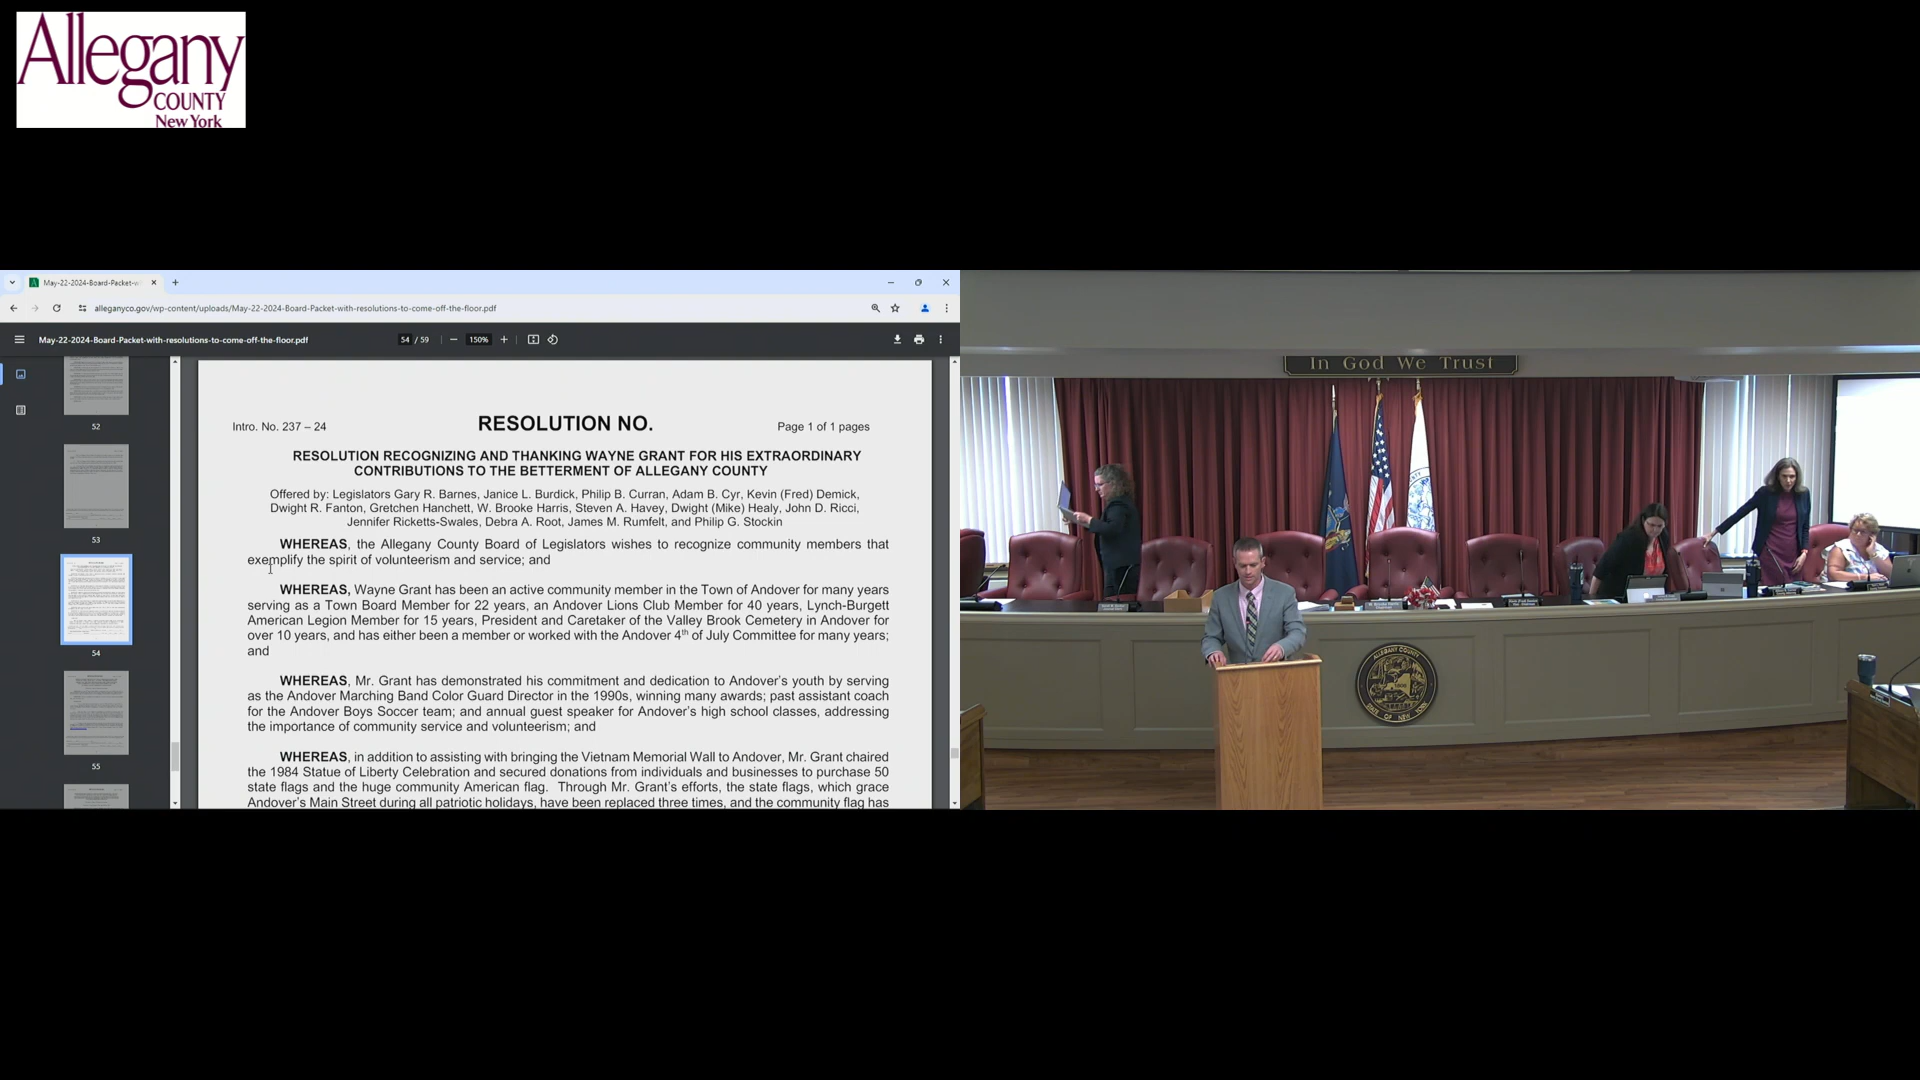 Allegany
COUNTY
New York
May-22-2024-Board-Packet-w
alleganyco.gov/wp-content/uploads/May-22-2024-Board-Packet-with-resolutions-to-come-off-the-floor.pdf
May-22-2024-Board-Packet-with-resolutions-to-come-off-the-floor.pdf
54 / 59
150%
52
53
54
55
Intro. No. 237 – 24
RESOLUTION NO.
Page 1 of 1 pages
RESOLUTION RECOGNIZING AND THANKING WAYNE GRANT FOR HIS EXTRAORDINARY
CONTRIBUTIONS TO THE BETTERMENT OF ALLEGANY COUNTY
Offered by: Legislators Gary R. Barnes, Janice L. Burdick, Philip B. Curran, Adam B. Cyr, Kevin (Fred) Demick,
Dwight R. Fanton, Gretchen Hanchett, W. Brooke Harris, Steven A. Havey, Dwight (Mike) Healy, John D. Ricci,
Jennifer Ricketts-Swales, Debra A. Root, James M. Rumfelt, and Philip G. Stockin
WHEREAS, the Allegany County Board of Legislators wishes to recognize community members that
exemplify the spirit of volunteerism and service; and
WHEREAS, Wayne Grant has been an active community member in the Town of Andover for many years
serving as a Town Board Member for 22 years, an Andover Lions Club Member for 40 years, Lynch-Burgett
American Legion Member for 15 years, President and Caretaker of the Valley Brook Cemetery in Andover for
over 10 years, and has either been a member or worked with the Andover 4th of July Committee for many years;
and
WHEREAS, Mr. Grant has demonstrated his commitment and dedication to Andover's youth by serving
as the Andover Marching Band Color Guard Director in the 1990s, winning many awards; past assistant coach
for the Andover Boys Soccer team; and annual guest speaker for Andover's high school classes, addressing
the importance of community service and volunteerism; and
WHEREAS, in addition to assisting with bringing the Vietnam Memorial Wall to Andover, Mr. Grant chaired
the 1984 Statue of Liberty Celebration and secured donations from individuals and businesses to purchase 50
state flags and the huge community American flag. Through Mr. Grant's efforts, the state flags, which grace
Andover's Main Street during all patriotic holidays, have been replaced three times, and the community flag has
In God We Trust
ALLEGANY COUNTY
STATE OF NEW YORK